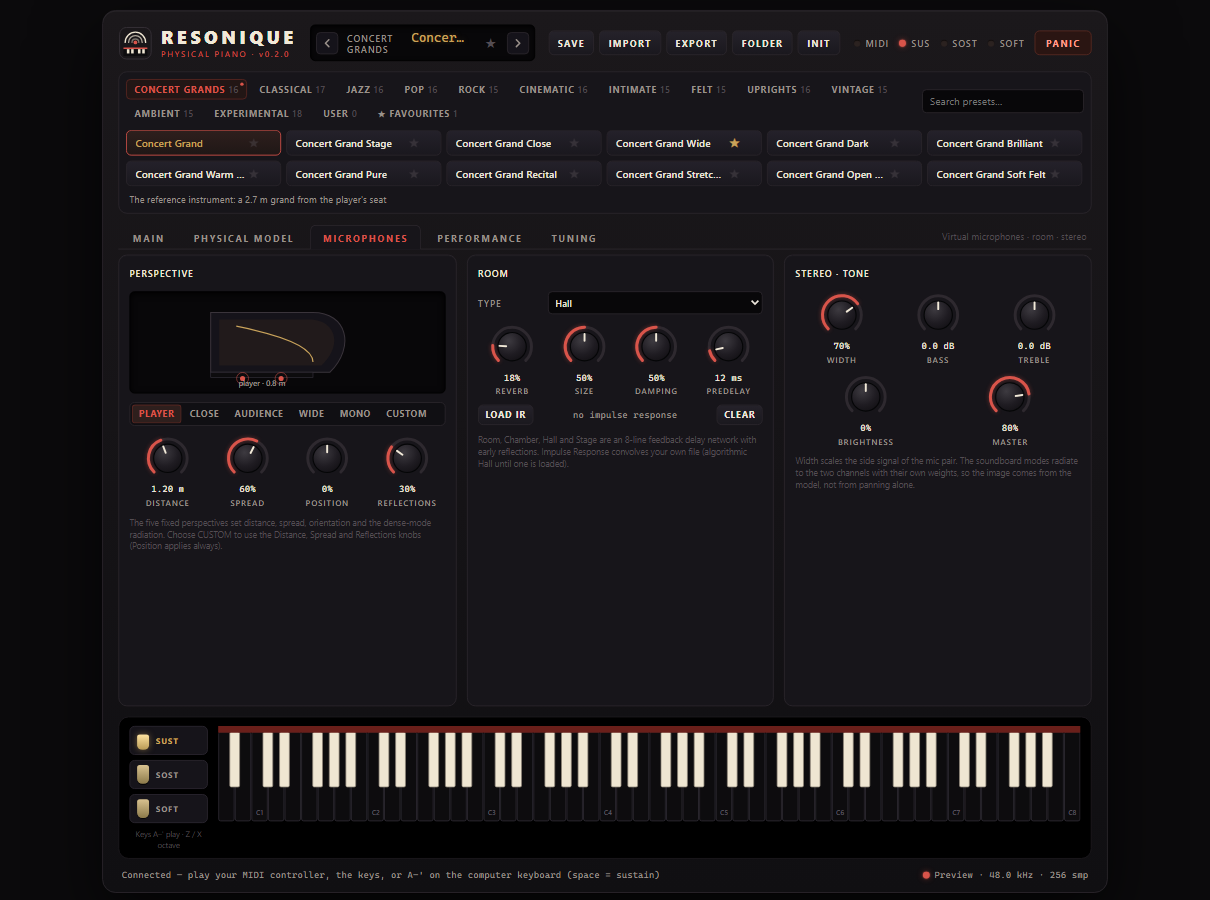 RESONIQUE
PHYSICAL PIANO · v0.2.0
CONCERT GRANDS
Concer…
★
SAVE IMPORT EXPORT FOLDER INIT
MIDI SUS SOST SOFT PANIC
CONCERT GRANDS 16 CLASSICAL 17 JAZZ 16 POP 16 ROCK 15 CINEMATIC 16 INTIMATE 15 FELT 15 UPRIGHTS 16 VINTAGE 15
AMBIENT 15 EXPERIMENTAL 18 USER 0 ★ FAVOURITES 1
Search presets...
Concert Grand ★ Concert Grand Stage ★ Concert Grand Close ★ Concert Grand Wide ★ Concert Grand Dark ★ Concert Grand Brilliant ★
Concert Grand Warm ... ★ Concert Grand Pure ★ Concert Grand Recital ★ Concert Grand Stretc... ★ Concert Grand Open ... ★ Concert Grand Soft Felt ★
The reference instrument: a 2.7 m grand from the player's seat
MAIN PHYSICAL MODEL MICROPHONES PERFORMANCE TUNING
Virtual microphones · room · stereo
PERSPECTIVE
player · 0.8 m
PLAYER CLOSE AUDIENCE WIDE MONO CUSTOM
1.20 m 60% 0% 30%
DISTANCE SPREAD POSITION REFLECTIONS
The five fixed perspectives set distance, spread, orientation and the dense-mode
radiation. Choose CUSTOM to use the Distance, Spread and Reflections knobs
(Position applies always).
ROOM
TYPE Hall
18% 50% 50% 12 ms
REVERB SIZE DAMPING PREDELAY
LOAD IR no impulse response CLEAR
Room, Chamber, Hall and Stage are an 8-line feedback delay network with
early reflections. Impulse Response convolves your own file (algorithmic
Hall until one is loaded).
STEREO · TONE
70% 0.0 dB 0.0 dB
WIDTH BASS TREBLE
0% 80%
BRIGHTNESS MASTER
Width scales the side signal of the mic pair. The soundboard modes radiate
to the two channels with their own weights, so the image comes from the
model, not from panning alone.
SUST
SOST
SOFT
Keys A–' play · Z / X
octave
C1 C2 C3 C4 C5 C6 C7 C8
Connected — play your MIDI controller, the keys, or A–' on the computer keyboard (space = sustain)
Preview · 48.0 kHz · 256 smp